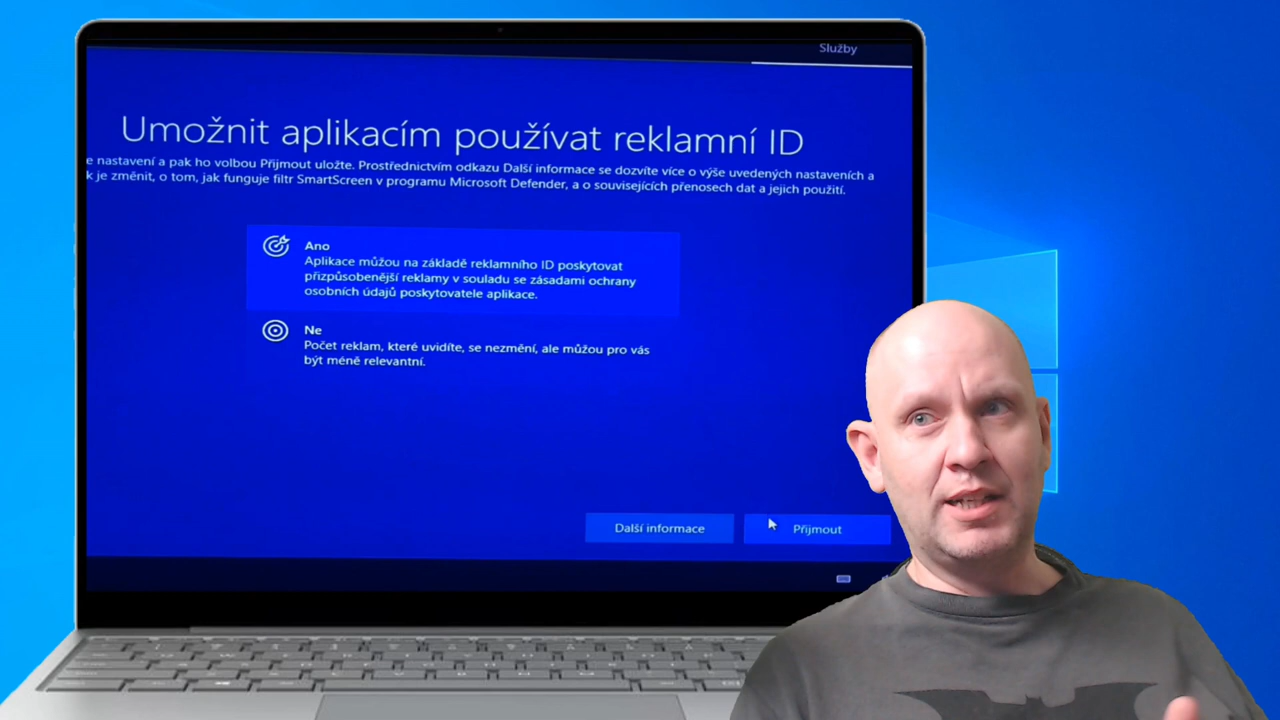 Služby
Umožnit aplikacím používat reklamní ID
e nastavení a pak ho volbou Přijmout uložte. Prostřednictvím odkazu Další informace se dozvíte více o výše uvedených nastaveních a
k je změnit, o tom, jak funguje filtr SmartScreen v programu Microsoft Defender, a o souvisejících přenosech dat a jejich použití.
Ano
Aplikace můžou na základě reklamního ID poskytovat
přizpůsobenější reklamy v souladu se zásadami ochrany
osobních údajů poskytovatele aplikace.
Ne
Počet reklam, které uvidíte, se nezmění, ale můžou pro vás
být méně relevantní.
Další informace
Přijmout